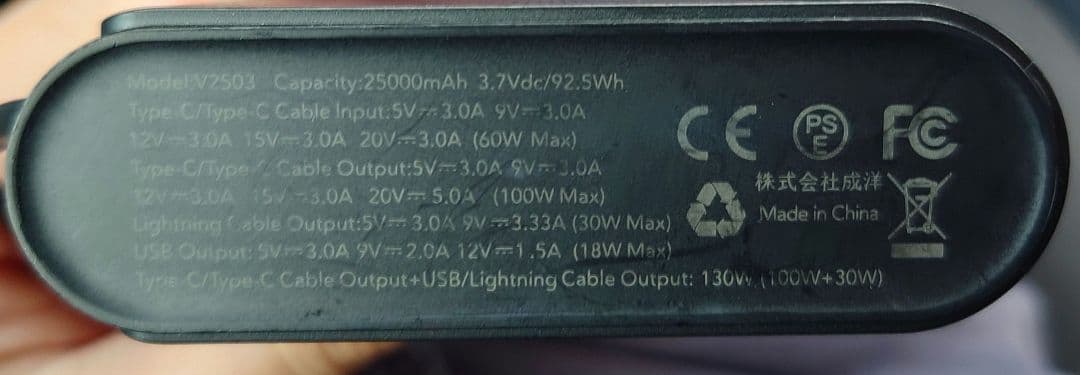 Model:V2503 Capacity:25000mAh 3.7Vdc/92.5Wh
Type-C/Type-C Cable Input:5V⎓3.0A 9V⎓3.0A
12V⎓3.0A 15V⎓3.0A 20V⎓3.0A (60W Max)
Type-C/Type-C Cable Output:5V⎓3.0A 9V⎓3.0A
12V⎓3.0A 15V⎓3.0A 20V⎓5.0A (100W Max)
Lightning Cable Output:5V⎓3.0A 9V⎓3.33A (30W Max)
USB Output: 5V⎓3.0A 9V⎓2.0A 12V⎓1.5A (18W Max)
Type-C/Type-C Cable Output+USB/Lightning Cable Output: 130W (100W+30W)
CE PSE FC
株式会社成洋
Made in China